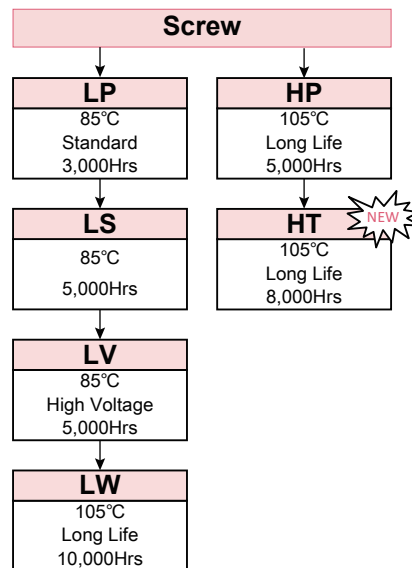 Screw
LP
85℃
Standard
3,000Hrs
LS
85℃
5,000Hrs
LV
85℃
High Voltage
5,000Hrs
LW
105℃
Long Life
10,000Hrs
HP
105℃
Long Life
5,000Hrs
HT
NEW
105℃
Long Life
8,000Hrs